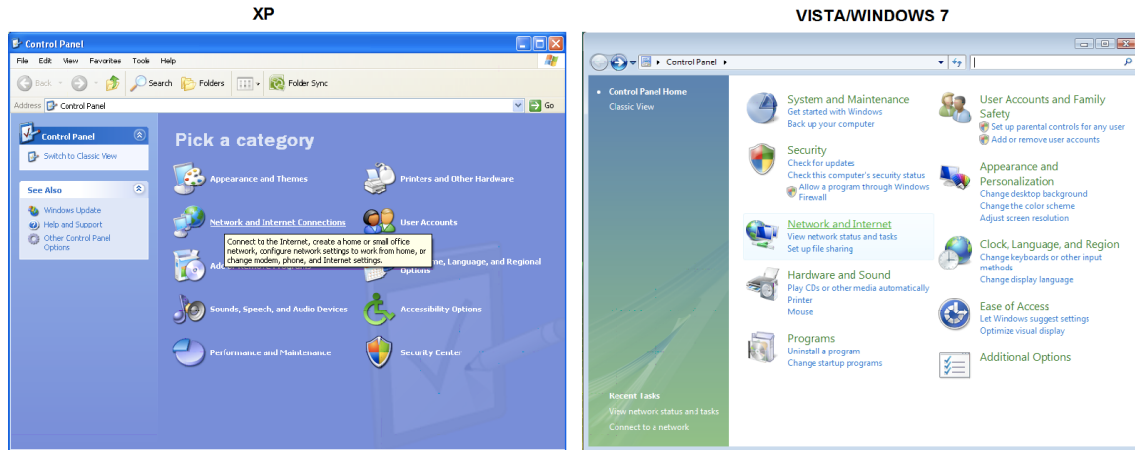 XP
Control Panel
File Edit View Favorites Tools Help
Back Search Folders Folder Sync
Address Control Panel Go
Control Panel
Switch to Classic View
See Also
Windows Update
Help and Support
Other Control Panel
Options
Pick a category
Appearance and Themes
Printers and Other Hardware
Network and Internet Connections
User Accounts
Connect to the Internet, create a home or small office
network, configure network settings to work from home, or
change modem, phone, and Internet settings.
Language, and Regional
Options
Sounds, Speech, and Audio Devices
Accessibility Options
Performance and Maintenance
Security Center
VISTA/WINDOWS 7
Control Panel
Control Panel Home
Classic View
System and Maintenance
Get started with Windows
Back up your computer
Security
Check for updates
Check this computer's security status
Allow a program through Windows
Firewall
Network and Internet
View network status and tasks
Set up file sharing
Hardware and Sound
Play CDs or other media automatically
Printer
Mouse
Programs
Uninstall a program
Change startup programs
User Accounts and Family
Safety
Set up parental controls for any user
Add or remove user accounts
Appearance and
Personalization
Change desktop background
Change the color scheme
Adjust screen resolution
Clock, Language, and Region
Change keyboards or other input
methods
Change display language
Ease of Access
Let Windows suggest settings
Optimize visual display
Additional Options
Recent Tasks
View network status and tasks
Connect to a network